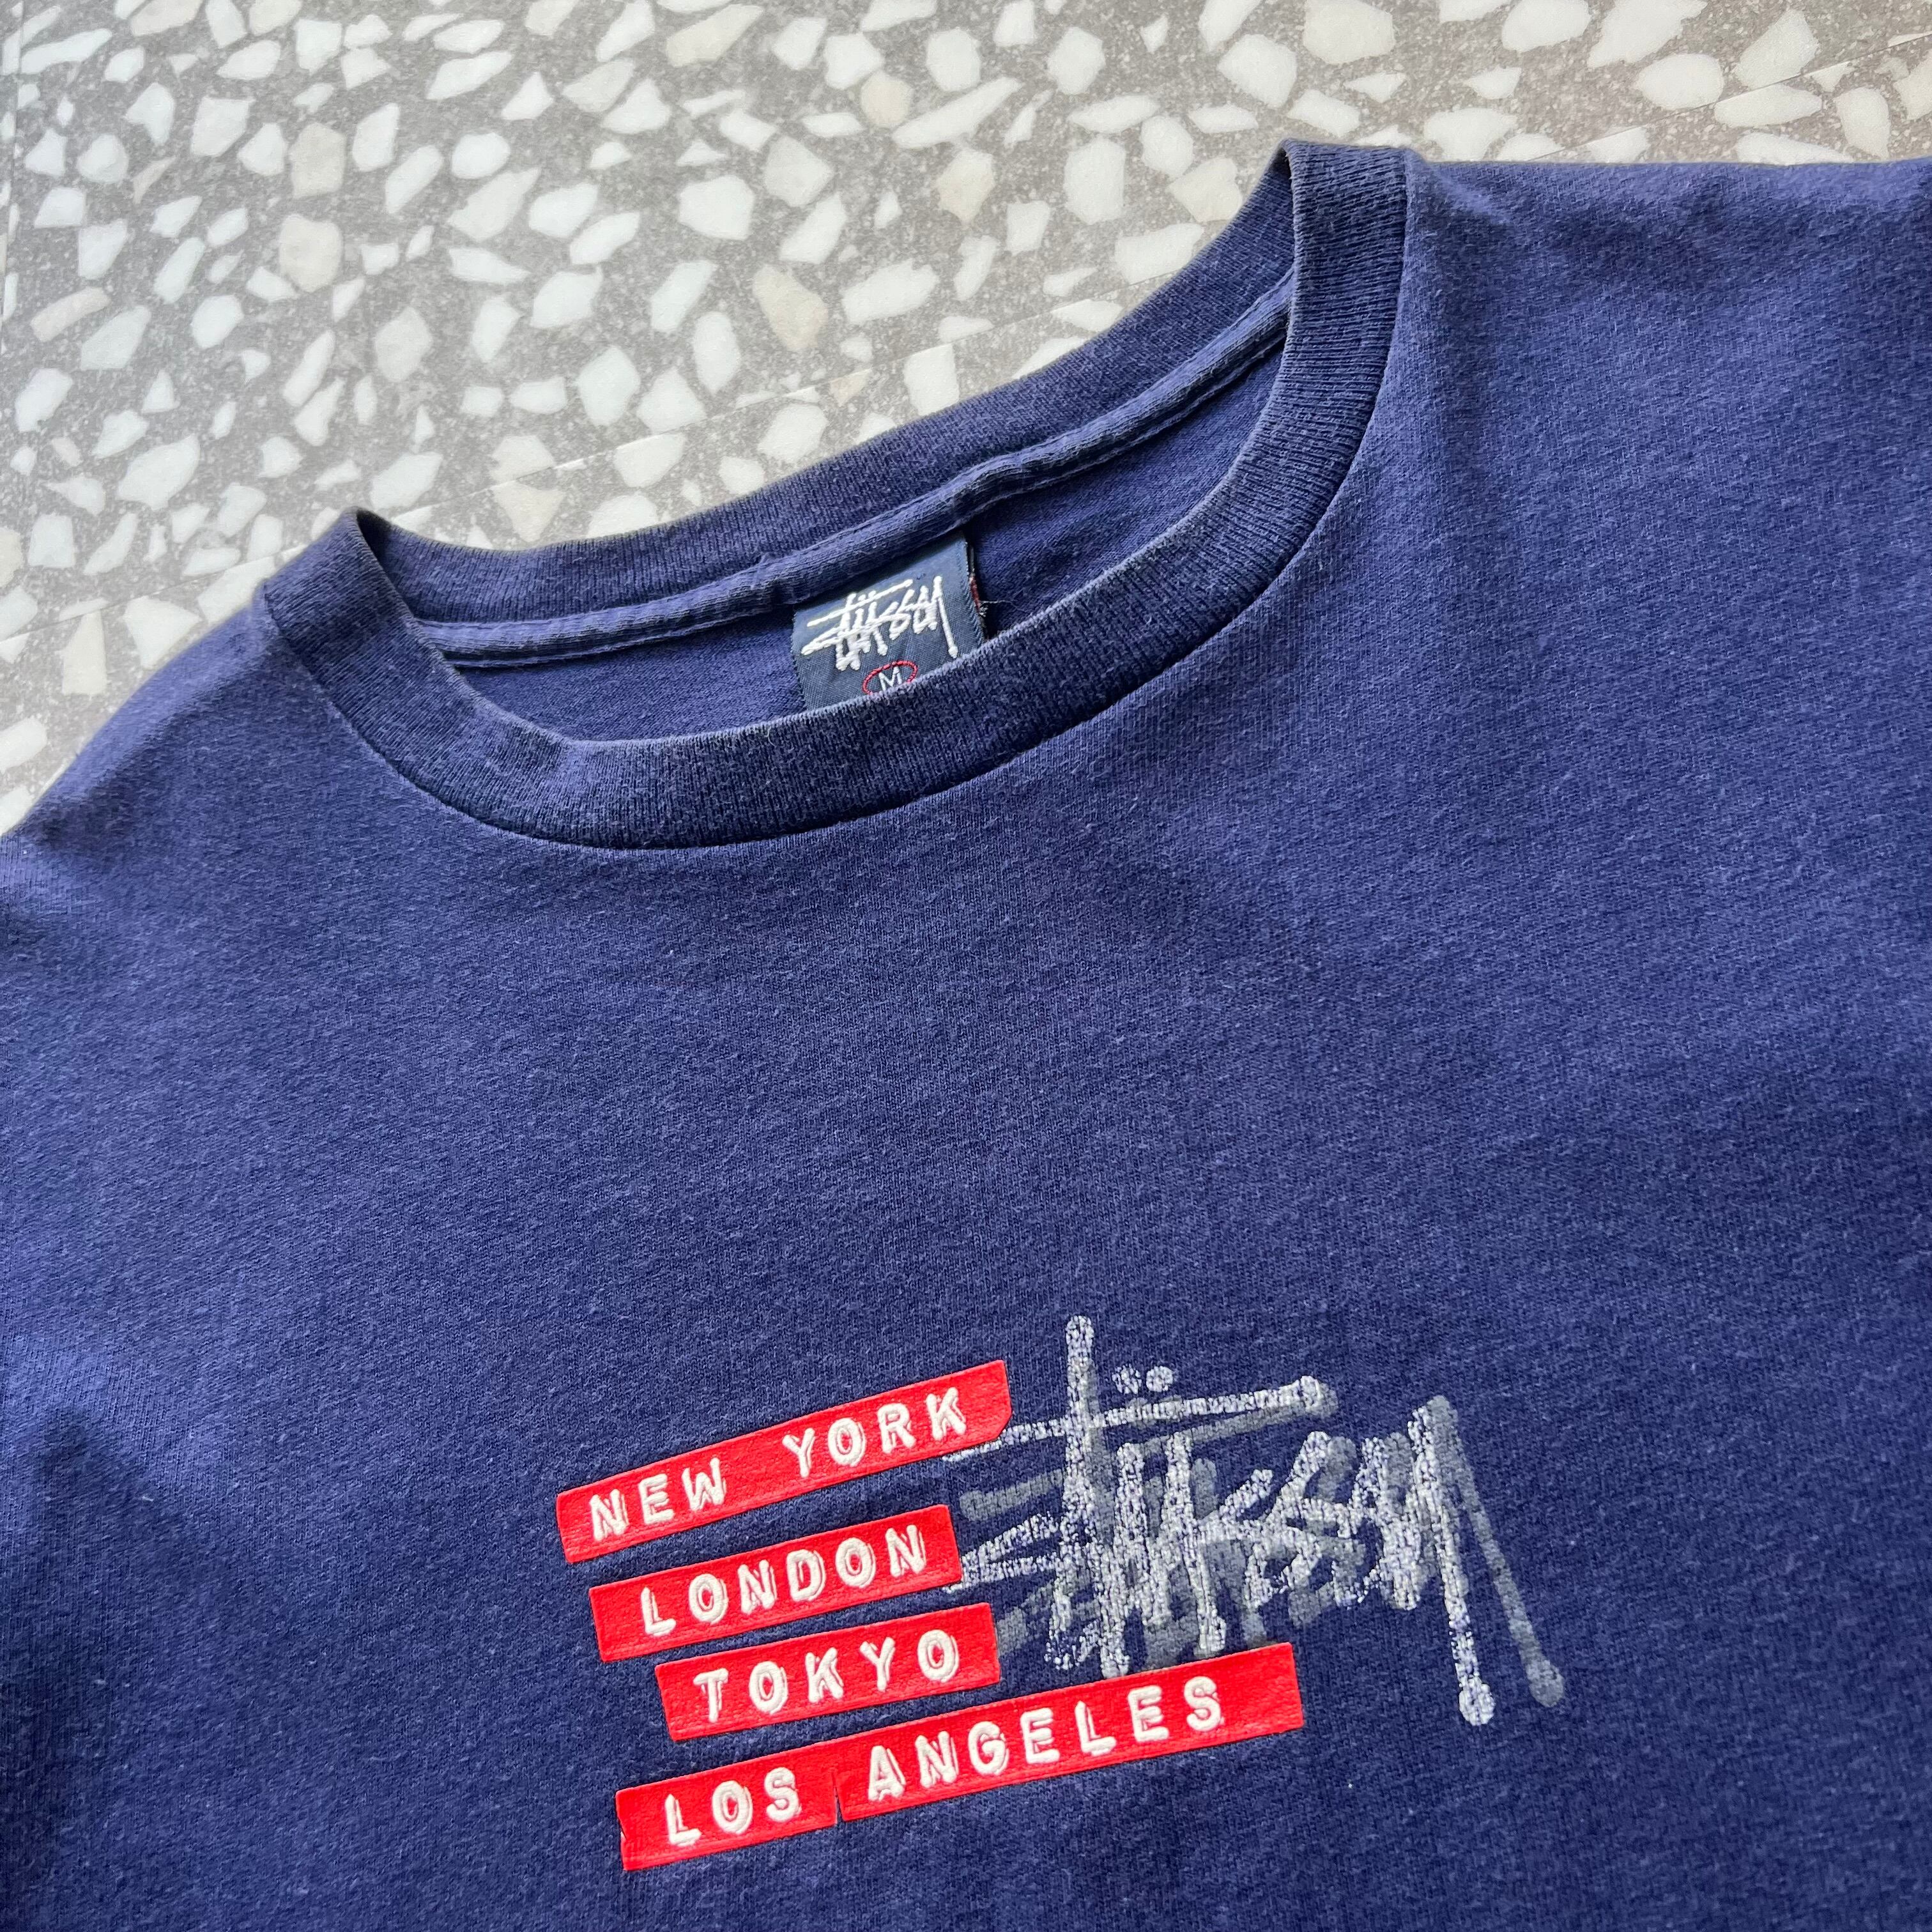 Stüssy
M
NEW YORK
Stüssy
LONDON
TOKYO
LOS ANGELES